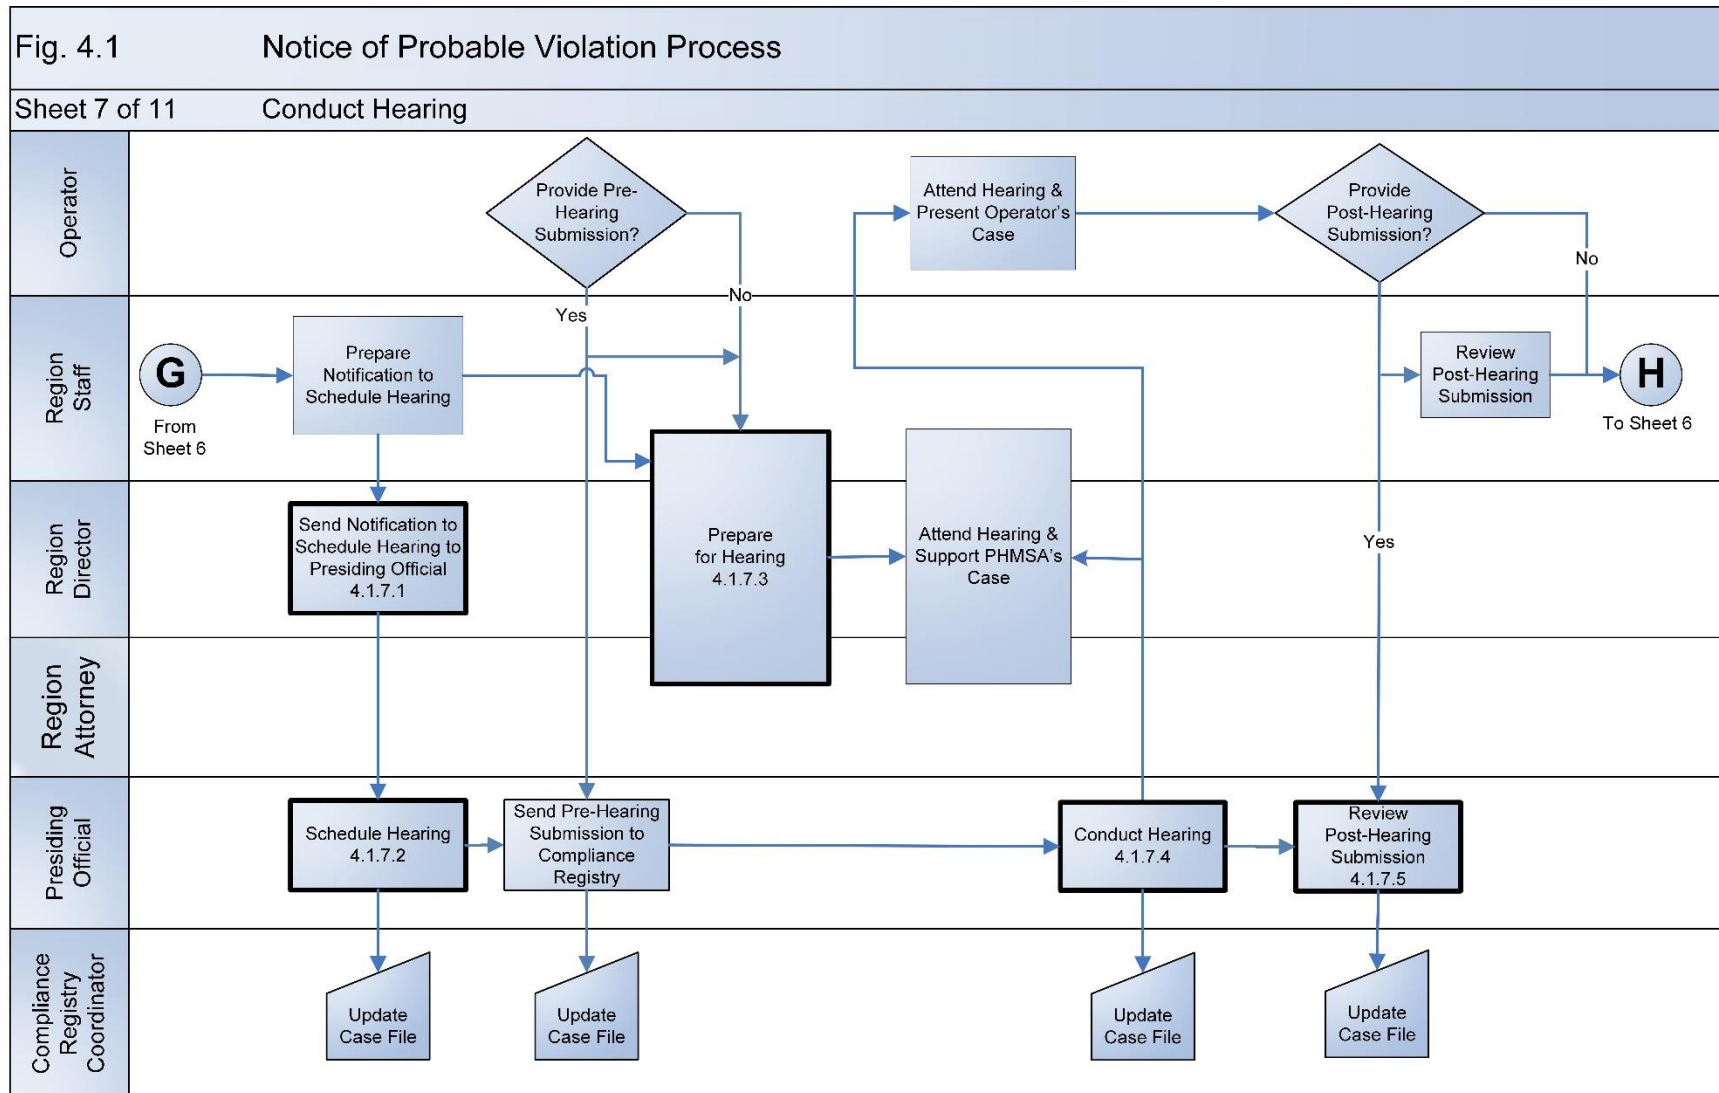 Fig. 4.1
Notice of Probable Violation Process
Sheet 7 of 11
Conduct Hearing
Operator
Provide Pre-
Hearing
Submission?
No
Yes
Attend Hearing &
Present Operator's
Case
Provide
Post-Hearing
Submission?
No
Yes
Region
Staff
G
From
Sheet 6
Prepare
Notification to
Schedule Hearing
Review
Post-Hearing
Submission
H
To Sheet 6
Region
Director
Send Notification to
Schedule Hearing to
Presiding Official
4.1.7.1
Prepare
for Hearing
4.1.7.3
Attend Hearing &
Support PHMSA's
Case
Region
Attorney
Presiding
Official
Schedule Hearing
4.1.7.2
Send Pre-Hearing
Submission to
Compliance
Registry
Conduct Hearing
4.1.7.4
Review
Post-Hearing
Submission
4.1.7.5
Compliance
Registry
Coordinator
Update
Case File
Update
Case File
Update
Case File
Update
Case File